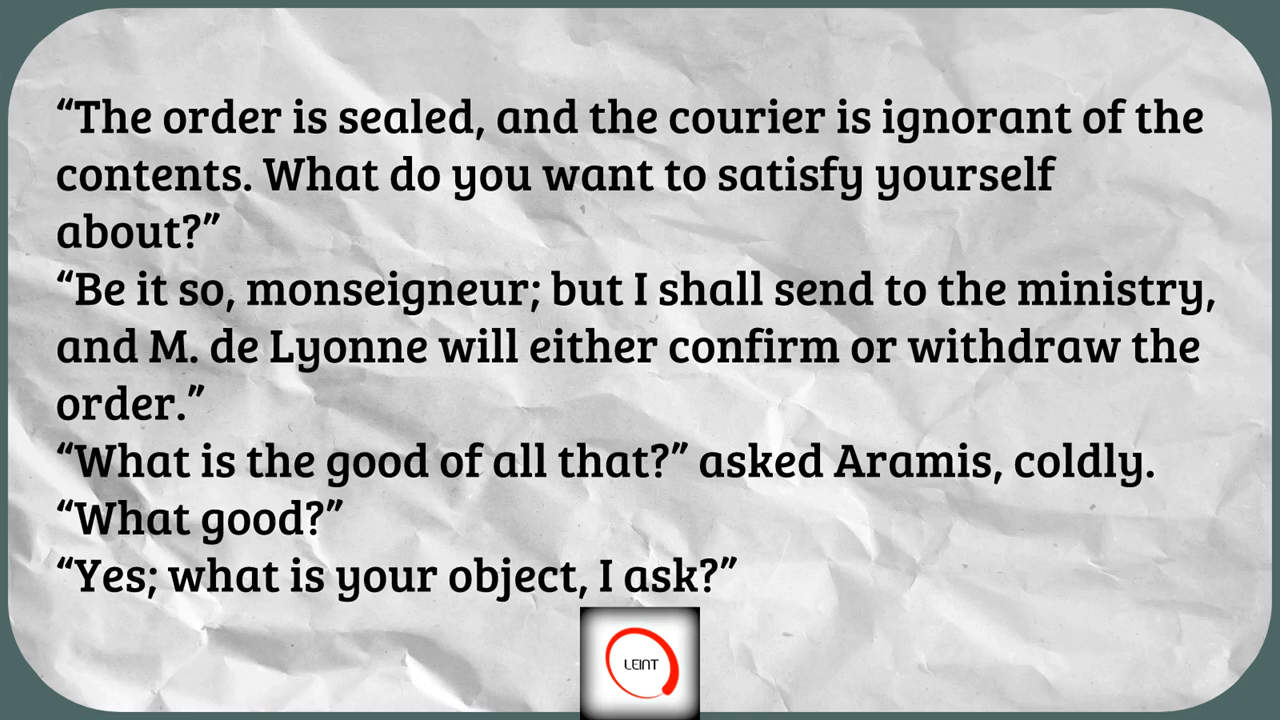 “The order is sealed, and the courier is ignorant of the
contents. What do you want to satisfy yourself
about?”
“Be it so, monseigneur; but I shall send to the ministry,
and M. de Lyonne will either confirm or withdraw the
order.”
“What is the good of all that?” asked Aramis, coldly.
“What good?”
“Yes; what is your object, I ask?”
LEINT